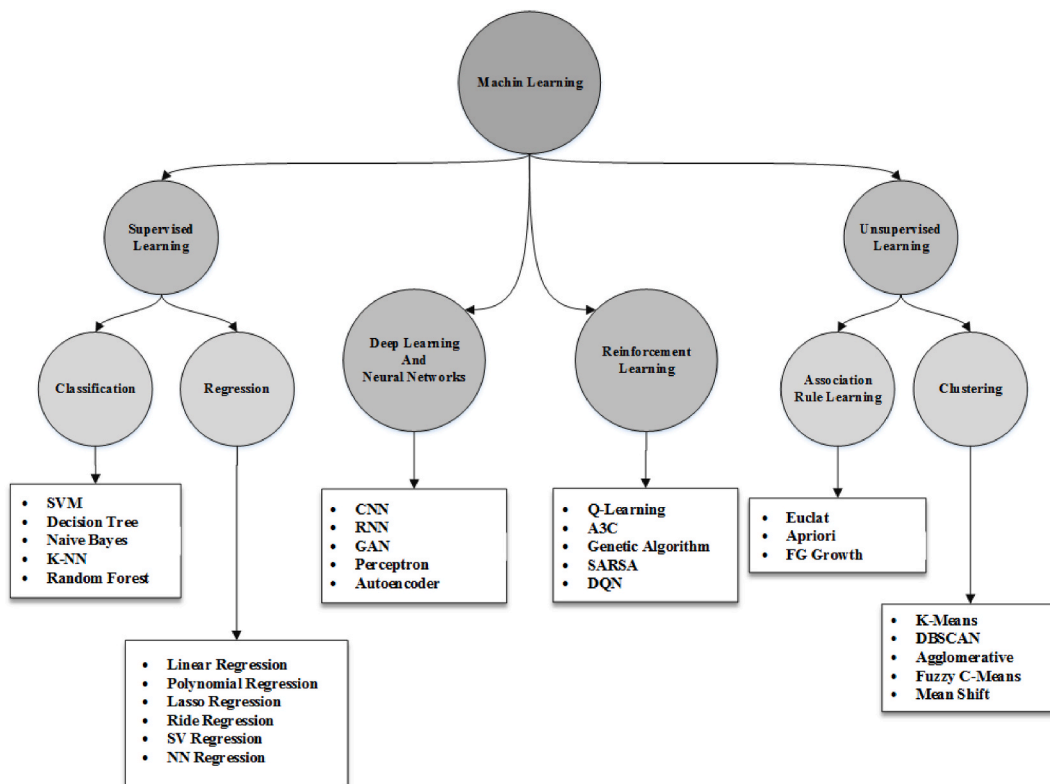 Machin Learning
Supervised
Learning
Unsupervised
Learning
Deep Learning
And
Neural Networks
Reinforcement
Learning
Classification
Regression
Association
Rule Learning
Clustering
• SVM
• Decision Tree
• Naive Bayes
• K-NN
• Random Forest
• CNN
• RNN
• GAN
• Perceptron
• Autoencoder
• Q-Learning
• A3C
• Genetic Algorithm
• SARSA
• DQN
• Euclat
• Apriori
• FG Growth
• Linear Regression
• Polynomial Regression
• Lasso Regression
• Ride Regression
• SV Regression
• NN Regression
• K-Means
• DBSCAN
• Agglomerative
• Fuzzy C-Means
• Mean Shift